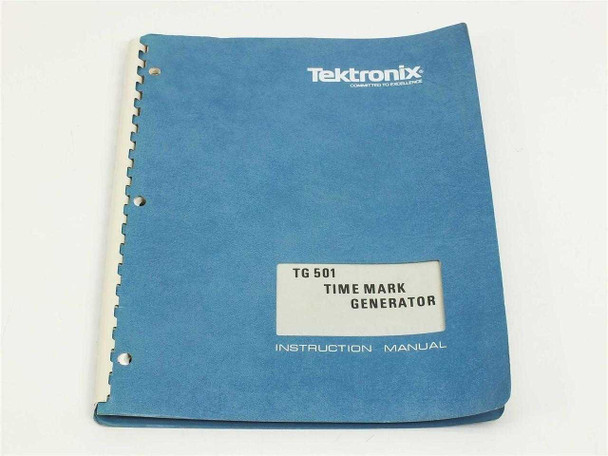 Tektronix®
COMMITTED TO EXCELLENCE
TG 501
TIME MARK
GENERATOR
INSTRUCTION MANUAL